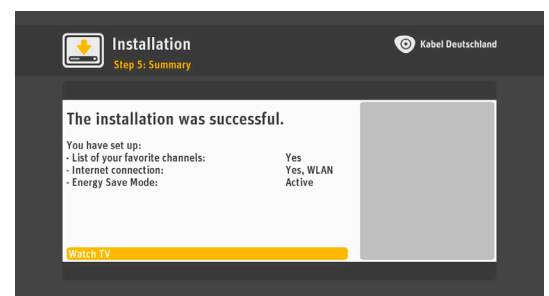 Installation
Kabel Deutschland
Step 5: Summary
The installation was successful.
You have set up:
- List of your favorite channels: Yes
- Internet connection: Yes, WLAN
- Energy Save Mode: Active
Watch TV